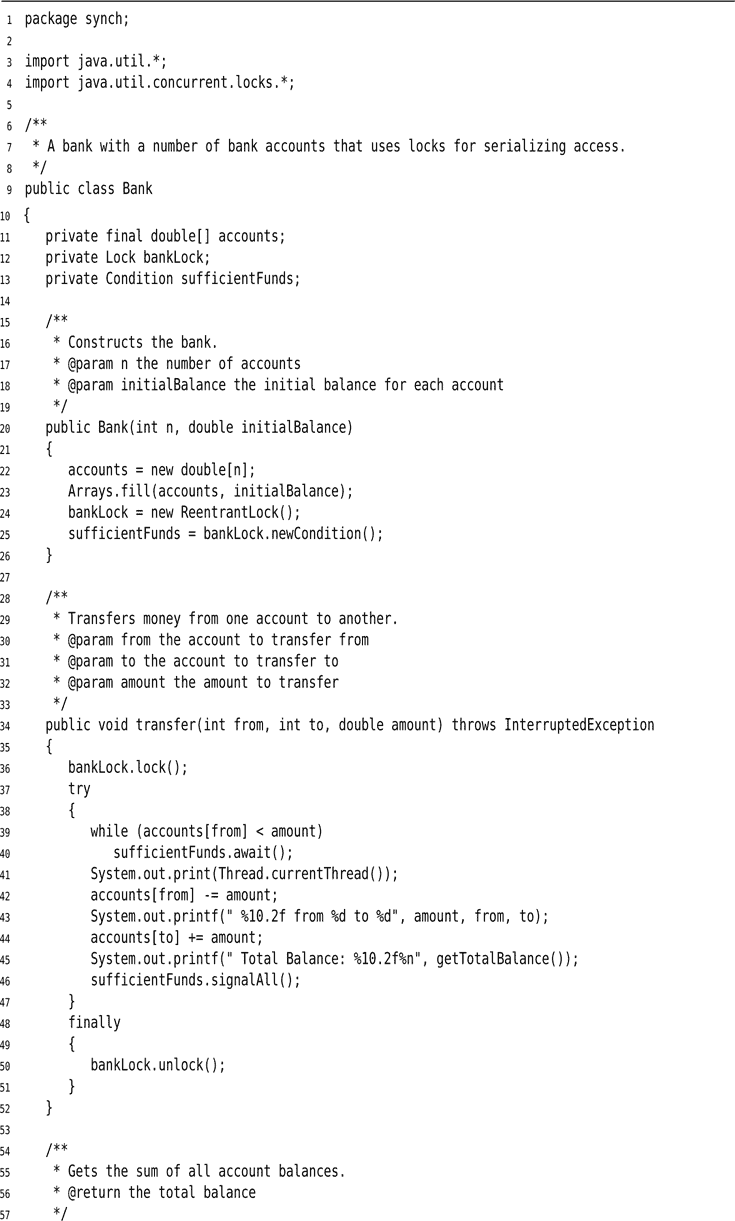 1 package synch;
2
3 import java.util.*;
4 import java.util.concurrent.locks.*;
5
6 /**
7  * A bank with a number of bank accounts that uses locks for serializing access.
8  */
9 public class Bank
10 {
11    private final double[] accounts;
12    private Lock bankLock;
13    private Condition sufficientFunds;
14
15    /**
16     * Constructs the bank.
17     * @param n the number of accounts
18     * @param initialBalance the initial balance for each account
19     */
20    public Bank(int n, double initialBalance)
21    {
22       accounts = new double[n];
23       Arrays.fill(accounts, initialBalance);
24       bankLock = new ReentrantLock();
25       sufficientFunds = bankLock.newCondition();
26    }
27
28    /**
29     * Transfers money from one account to another.
30     * @param from the account to transfer from
31     * @param to the account to transfer to
32     * @param amount the amount to transfer
33     */
34    public void transfer(int from, int to, double amount) throws InterruptedException
35    {
36       bankLock.lock();
37       try
38       {
39          while (accounts[from] < amount)
40             sufficientFunds.await();
41          System.out.print(Thread.currentThread());
42          accounts[from] -= amount;
43          System.out.printf(" %10.2f from %d to %d", amount, from, to);
44          accounts[to] += amount;
45          System.out.printf(" Total Balance: %10.2f%n", getTotalBalance());
46          sufficientFunds.signalAll();
47       }
48       finally
49       {
50          bankLock.unlock();
51       }
52    }
53
54    /**
55     * Gets the sum of all account balances.
56     * @return the total balance
57     */